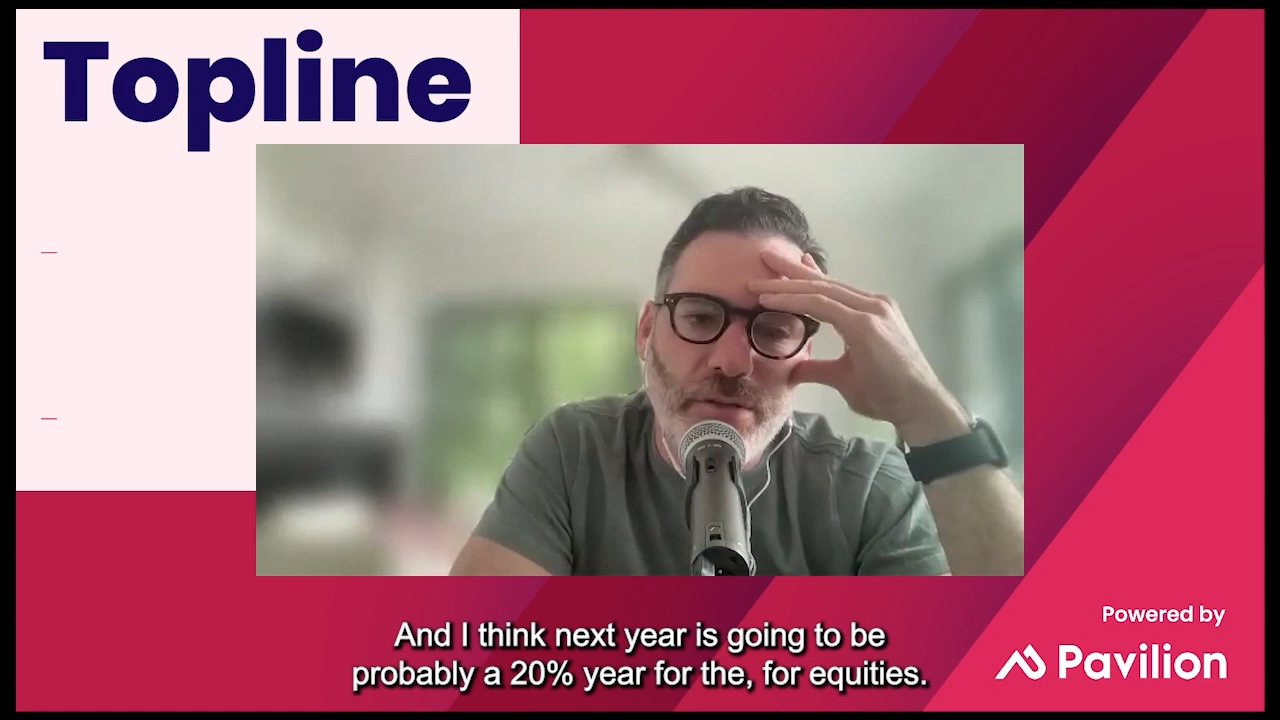 Topline
And I think next year is going to be
probably a 20% year for the, for equities.
Powered by
Pavilion